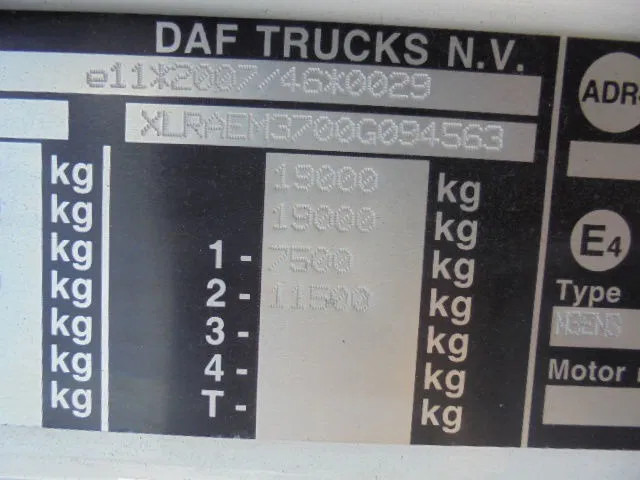 DAF TRUCKS N.V.
e11*2007/46*0029
XLRAEM3700G094563
ADR-
kg 19000 kg
kg 19000 kg
kg 1 - 7500 kg
kg 2 - 11500 kg
kg 3 - kg
kg 4 - kg
kg T - kg
E4
Type
Motor